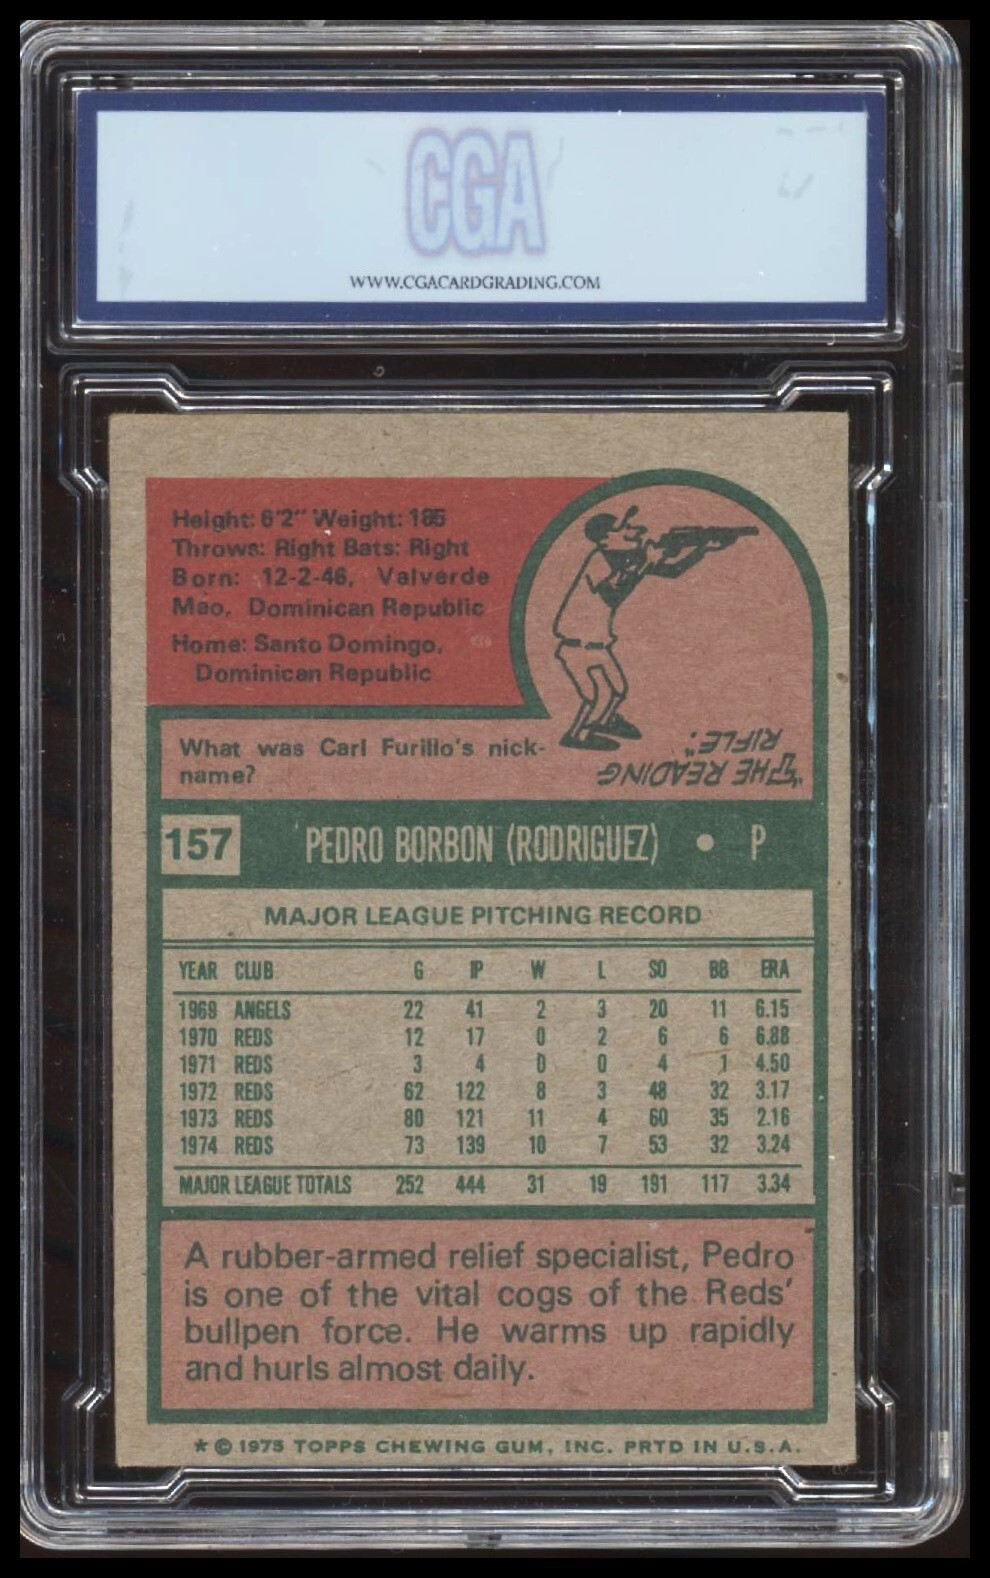 CGA
WWW.CGACARDGRADING.COM
Height: 6'2" Weight: 185
Throws: Right Bats: Right
Born: 12-2-46, Valverde
Mao, Dominican Republic
Home: Santo Domingo,
Dominican Republic
What was Carl Furillo's nick-
name?
"THE READING
RIFLE".
157 PEDRO BORBON (RODRIGUEZ) • P
MAJOR LEAGUE PITCHING RECORD
YEAR CLUB G IP W L SO BB ERA
1969 ANGELS 22 41 2 3 20 11 6.15
1970 REDS 12 17 0 2 6 6 6.88
1971 REDS 3 4 0 0 4 1 4.50
1972 REDS 62 122 8 3 48 32 3.17
1973 REDS 80 121 11 4 60 35 2.16
1974 REDS 73 139 10 7 53 32 3.24
MAJOR LEAGUE TOTALS 252 444 31 19 191 117 3.34
A rubber-armed relief specialist, Pedro
is one of the vital cogs of the Reds'
bullpen force. He warms up rapidly
and hurls almost daily.
* © 1975 TOPPS CHEWING GUM, INC. PRTD IN U.S.A.